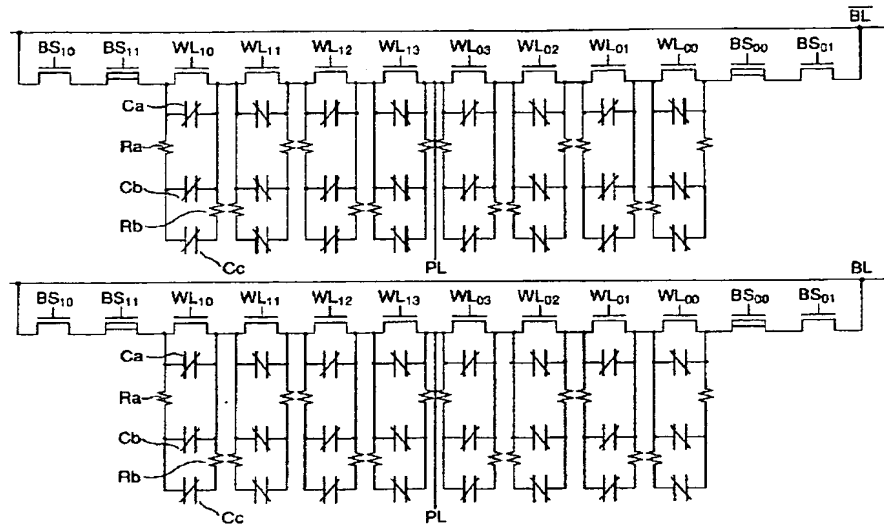 B̅L̅
BS₁₀ BS₁₁ WL₁₀ WL₁₁ WL₁₂ WL₁₃ WL₀₃ WL₀₂ WL₀₁ WL₀₀ BS₀₀ BS₀₁
Ca
Ra
Cb
Rb
Cc
PL
BL
BS₁₀ BS₁₁ WL₁₀ WL₁₁ WL₁₂ WL₁₃ WL₀₃ WL₀₂ WL₀₁ WL₀₀ BS₀₀ BS₀₁
Ca
Ra
Cb
Rb
Cc
PL